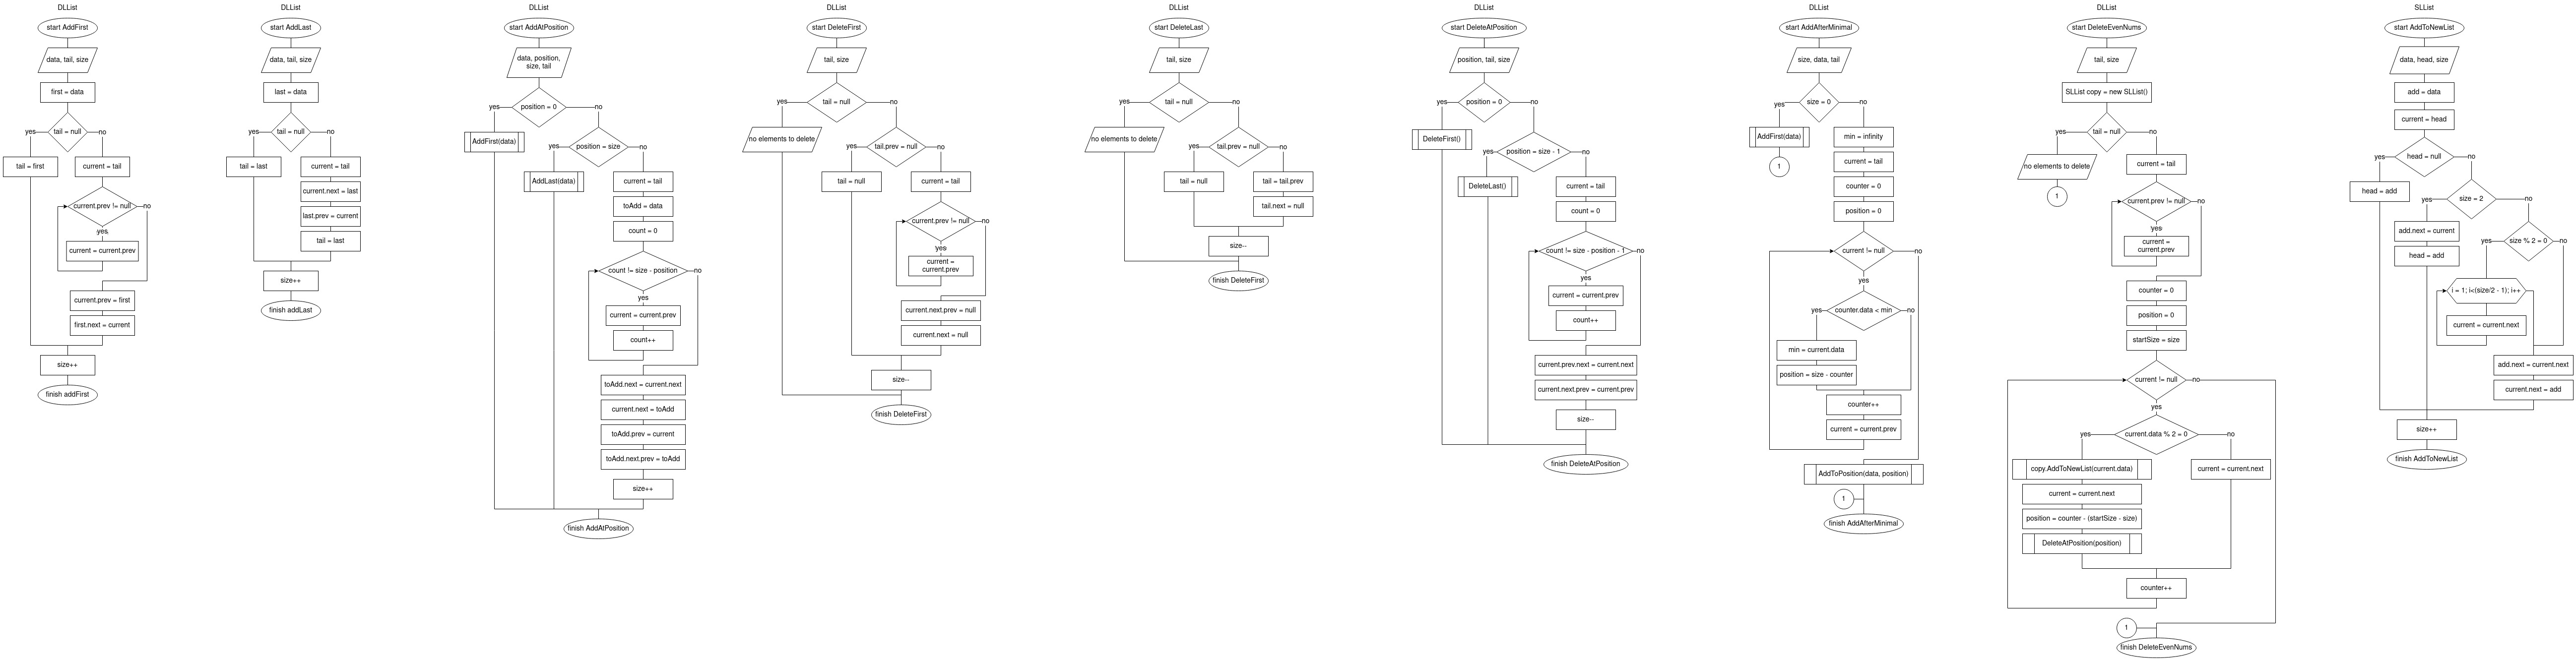 DLList
start AddFirst
data, tail, size
first = data
tail = null
yes
no
tail = first
current = tail
current.prev != null
no
yes
current = current.prev
current.prev = first
first.next = current
size++
finish addFirst
DLList
start AddLast
data, tail, size
last = data
tail = null
yes
no
tail = last
current = tail
current.next = last
last.prev = current
tail = last
size++
finish addLast
DLList
start AddAtPosition
data, position,
size, tail
position = 0
yes
no
AddFirst(data)
position = size
yes
no
AddLast(data)
current = tail
toAdd = data
count = 0
count != size - position
no
yes
current = current.prev
count++
toAdd.next = current.next
current.next = toAdd
toAdd.prev = current
toAdd.next.prev = toAdd
size++
finish AddAtPosition
DLList
start DeleteFirst
tail, size
tail = null
yes
no
no elements to delete
tail.prev = null
yes
no
tail = null
current = tail
current.prev != null
no
yes
current =
current.prev
current.next.prev = null
current.next = null
size--
finish DeleteFirst
DLList
start DeleteLast
tail, size
tail = null
yes
no
no elements to delete
tail.prev = null
yes
no
tail = null
tail = tail.prev
tail.next = null
size--
finish DeleteFirst
DLList
start DeleteAtPosition
position, tail, size
position = 0
yes
no
DeleteFirst()
position = size - 1
yes
no
DeleteLast()
current = tail
count = 0
count != size - position - 1
no
yes
current = current.prev
count++
current.prev.next = current.next
current.next.prev = current.prev
size--
finish DeleteAtPosition
DLList
start AddAfterMinimal
size, data, tail
size = 0
yes
no
AddFirst(data)
1
min = infinity
current = tail
counter = 0
position = 0
current != null
no
yes
counter.data < min
yes
no
min = current.data
position = size - counter
counter++
current = current.prev
AddToPosition(data, position)
1
finish AddAfterMinimal
DLList
start DeleteEvenNums
tail, size
SLList copy = new SLList()
tail = null
yes
no
no elements to delete
1
current = tail
current.prev != null
no
yes
current =
current.prev
counter = 0
position = 0
startSize = size
current != null
no
yes
current.data % 2 = 0
yes
no
copy.AddToNewList(current.data)
current = current.next
current = current.next
position = counter - (startSize - size)
DeleteAtPosition(position)
counter++
1
finish DeleteEvenNums
SLList
start AddToNewList
data, head, size
add = data
current = head
head = null
yes
no
head = add
size = 2
yes
no
add.next = current
head = add
size % 2 = 0
yes
no
i = 1; i<(size/2 - 1); i++
current = current.next
add.next = current.next
current.next = add
size++
finish AddToNewList